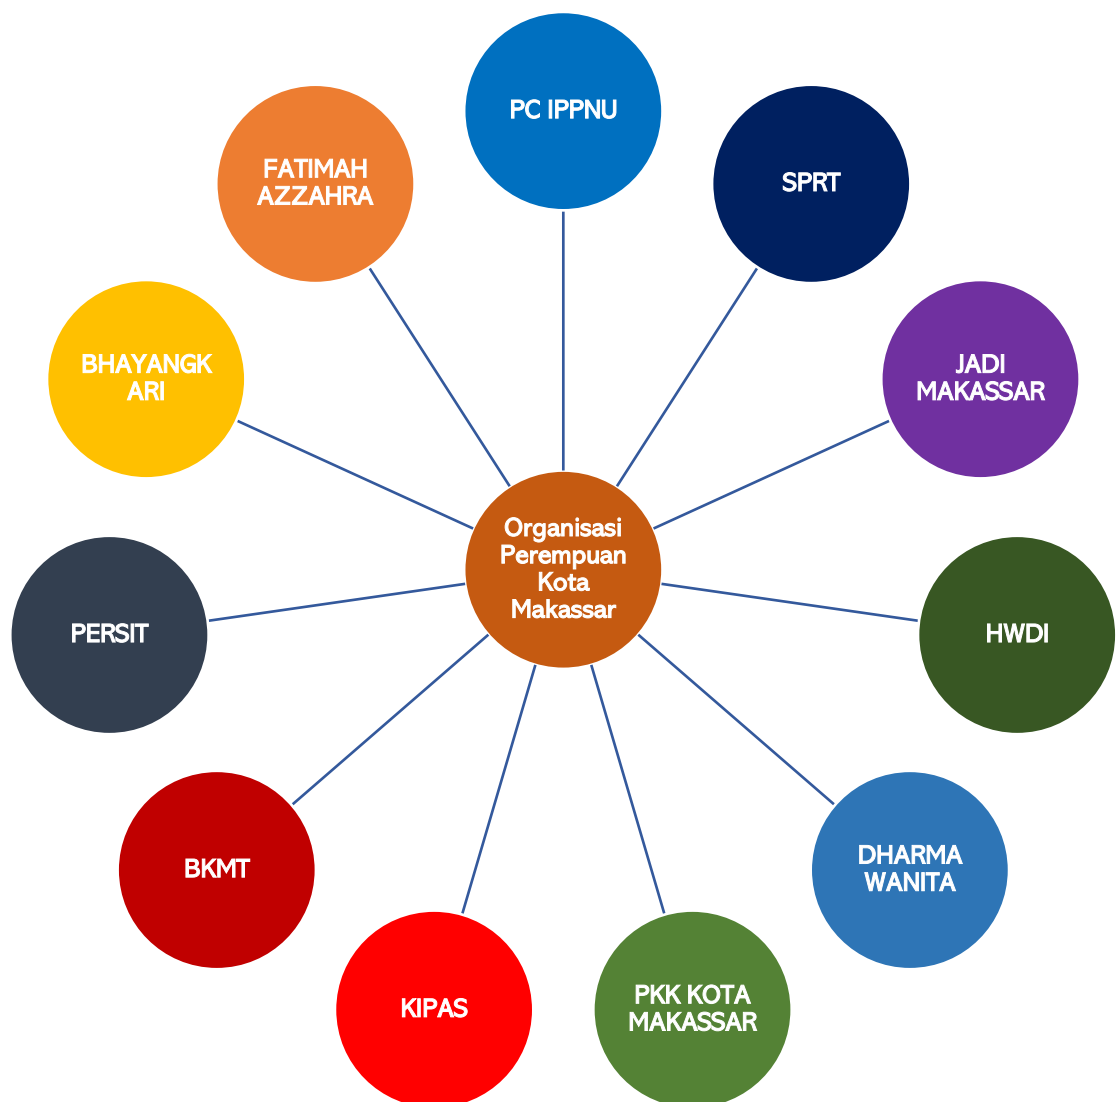 PC IPPNU
SPRT
JADI
MAKASSAR
HWDI
DHARMA
WANITA
PKK KOTA
MAKASSAR
KIPAS
BKMT
PERSIT
BHAYANGK
ARI
FATIMAH
AZZAHRA
Organisasi
Perempuan
Kota
Makassar